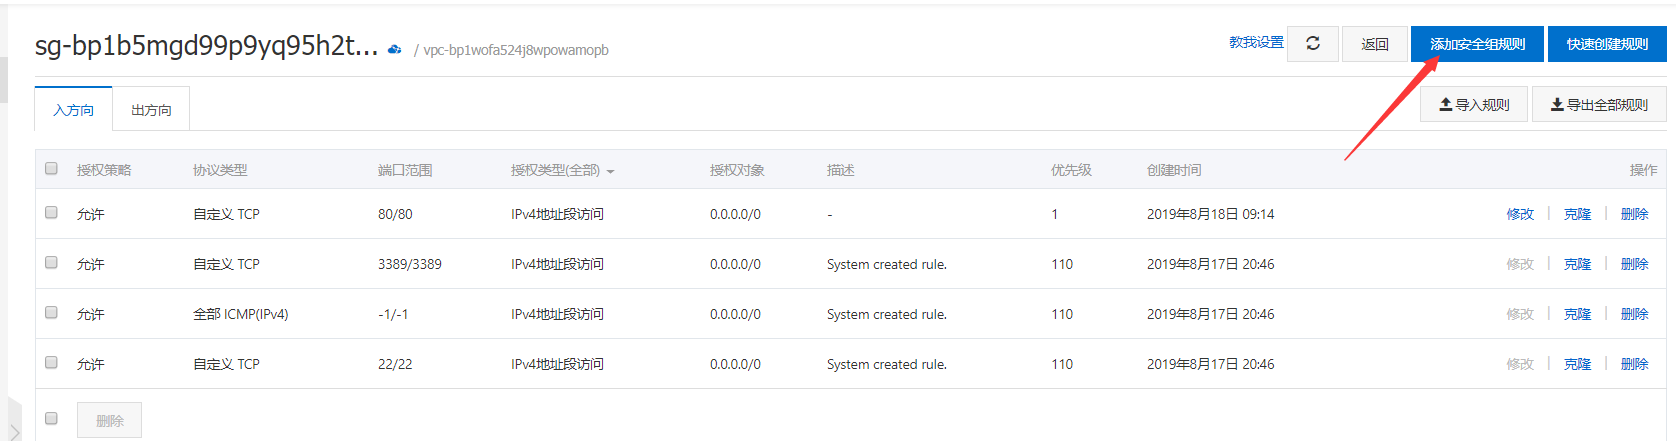 sg-bp1b5mgd99p9yq95h2t... / vpc-bp1wofa524j8wpowamopb 教我设置 返回 添加安全组规则 快速创建规则
入方向 出方向 导入规则 导出全部规则
授权策略 协议类型 端口范围 授权类型(全部) 授权对象 描述 优先级 创建时间 操作
允许 自定义 TCP 80/80 IPv4地址段访问 0.0.0.0/0 - 1 2019年8月18日 09:14 修改 | 克隆 | 删除
允许 自定义 TCP 3389/3389 IPv4地址段访问 0.0.0.0/0 System created rule. 110 2019年8月17日 20:46 修改 | 克隆 | 删除
允许 全部 ICMP(IPv4) -1/-1 IPv4地址段访问 0.0.0.0/0 System created rule. 110 2019年8月17日 20:46 修改 | 克隆 | 删除
允许 自定义 TCP 22/22 IPv4地址段访问 0.0.0.0/0 System created rule. 110 2019年8月17日 20:46 修改 | 克隆 | 删除
删除